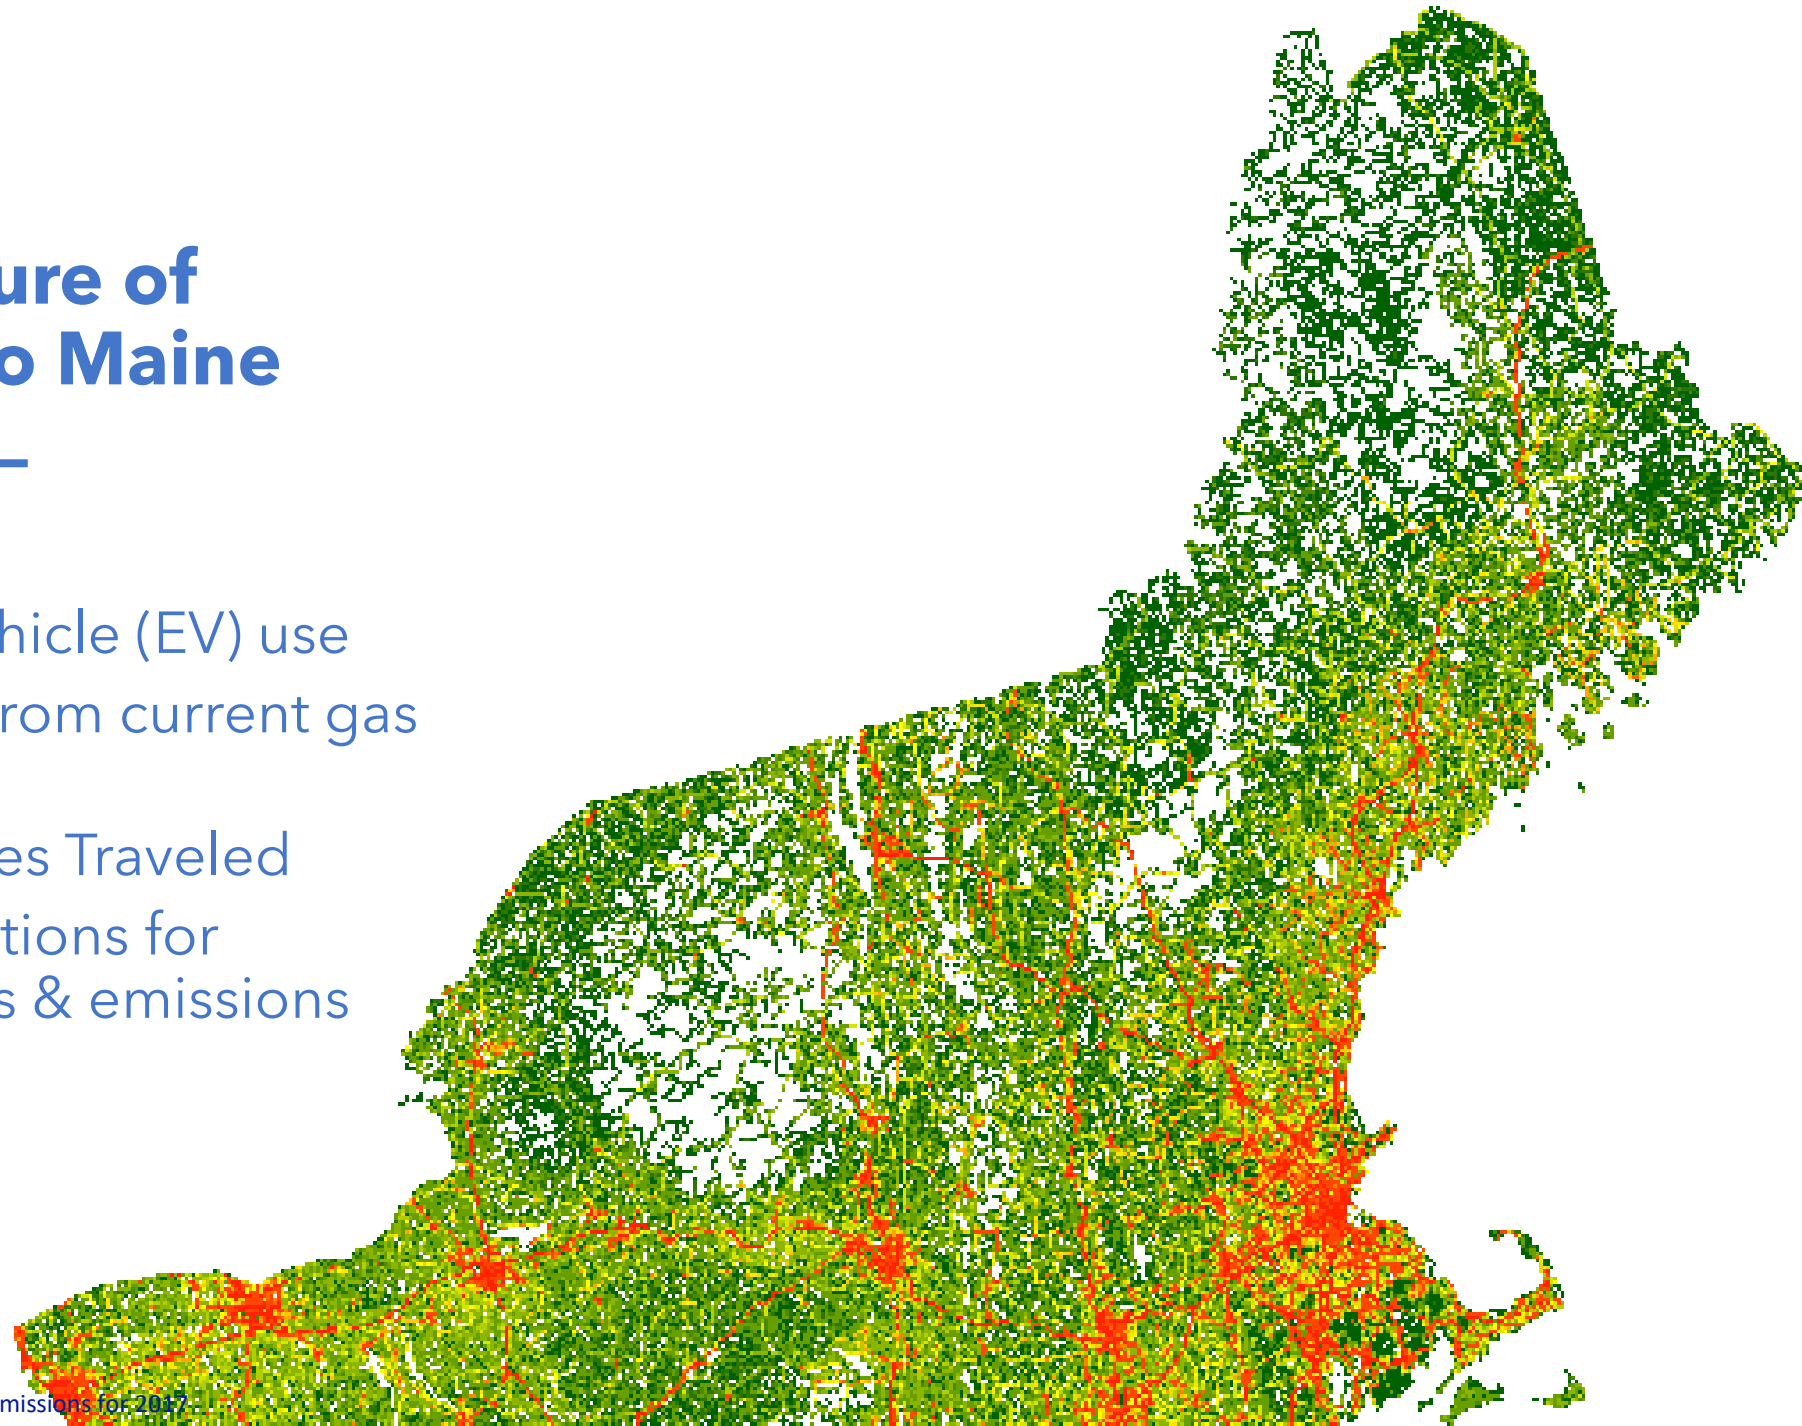 ure of
o Maine
hicle (EV) use
rom current gas
es Traveled
tions for
s & emissions
missions for 2017